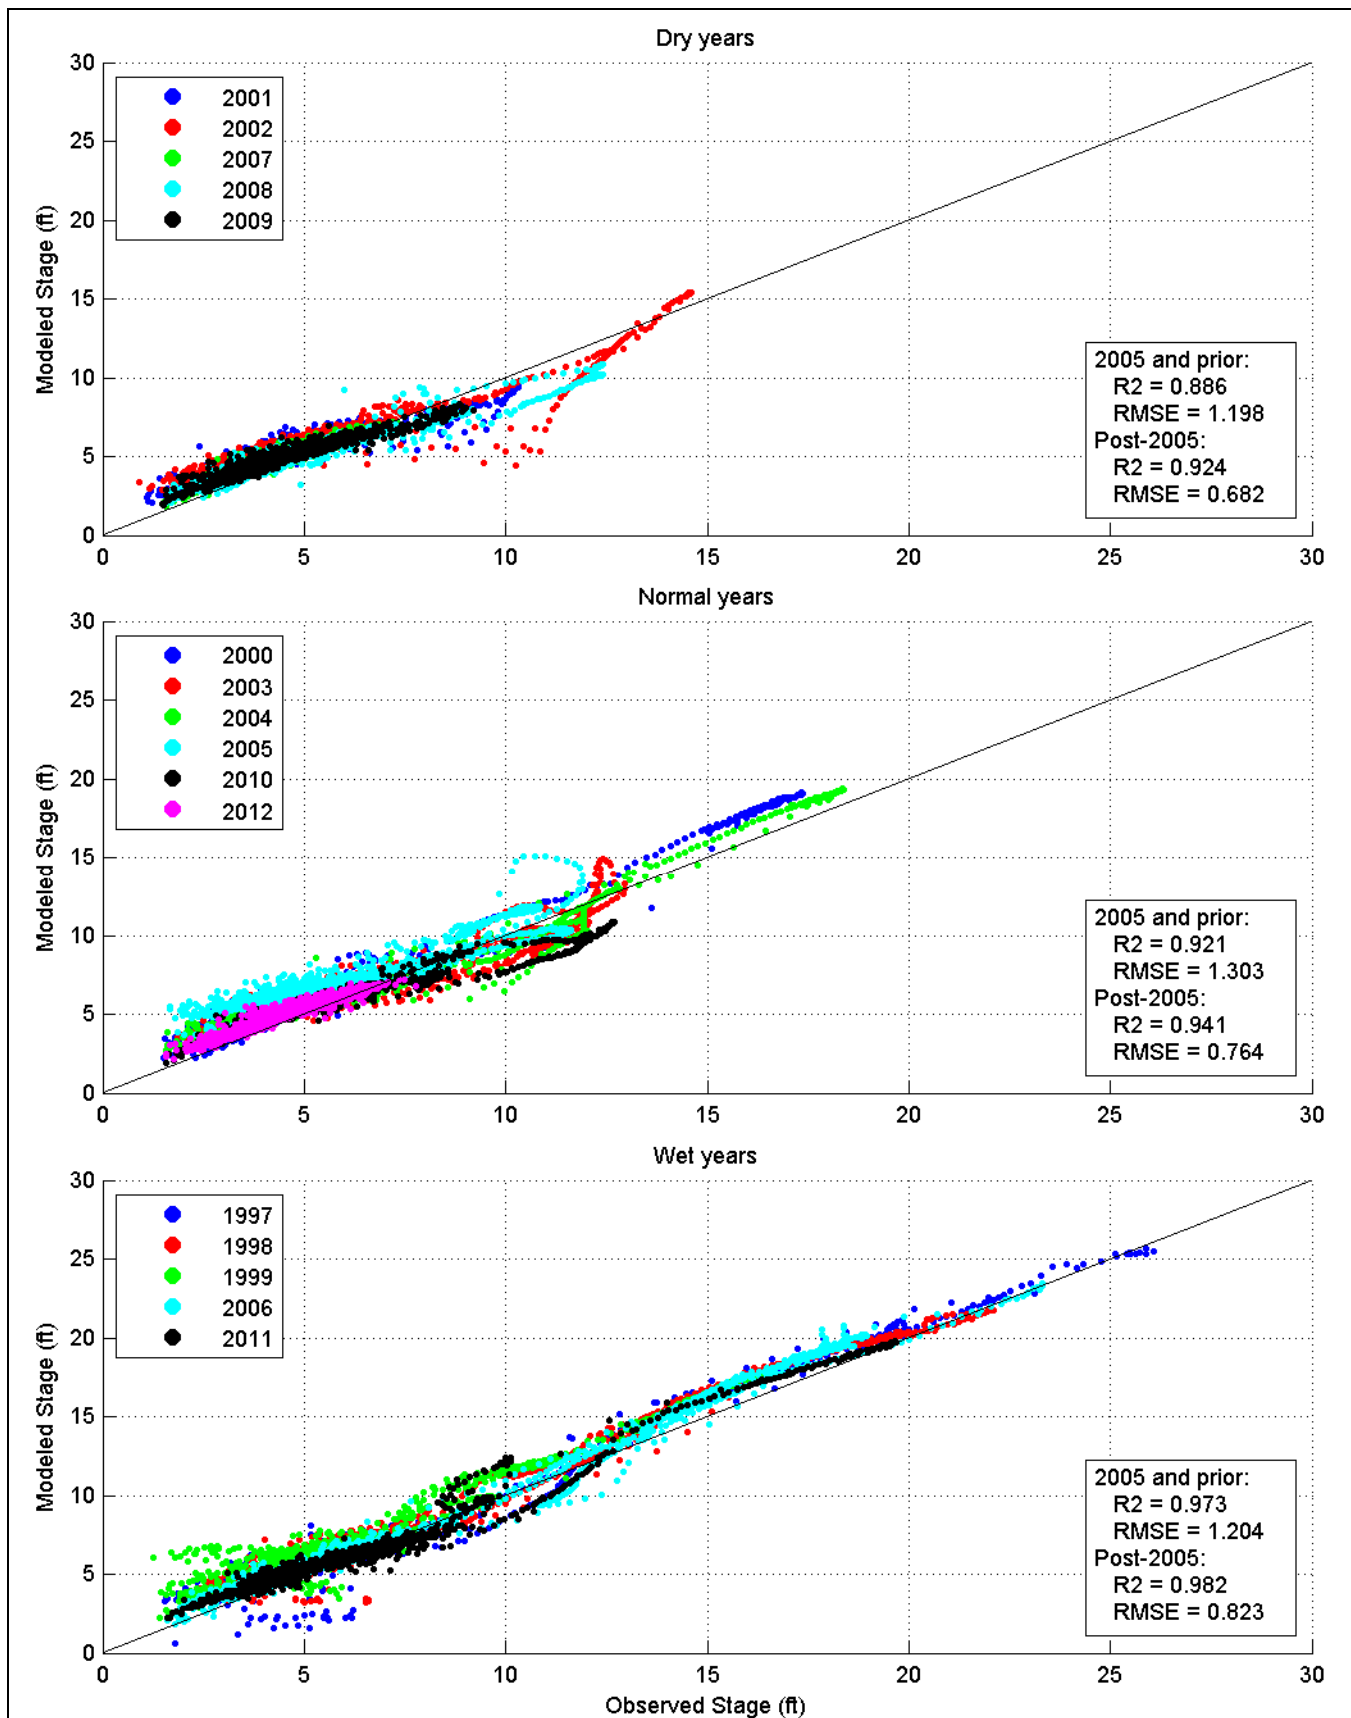 Dry years
30
25
20
15
10
5
0
Modeled Stage (ft)
2001
2002
2007
2008
2009
2005 and prior:
R2 = 0.886
RMSE = 1.198
Post-2005:
R2 = 0.924
RMSE = 0.682
0 5 10 15 20 25 30
Normal years
30
25
20
15
10
5
0
Modeled Stage (ft)
2000
2003
2004
2005
2010
2012
2005 and prior:
R2 = 0.921
RMSE = 1.303
Post-2005:
R2 = 0.941
RMSE = 0.764
0 5 10 15 20 25 30
Wet years
30
25
20
15
10
5
0
Modeled Stage (ft)
1997
1998
1999
2006
2011
2005 and prior:
R2 = 0.973
RMSE = 1.204
Post-2005:
R2 = 0.982
RMSE = 0.823
0 5 10 15 20 25 30
Observed Stage (ft)